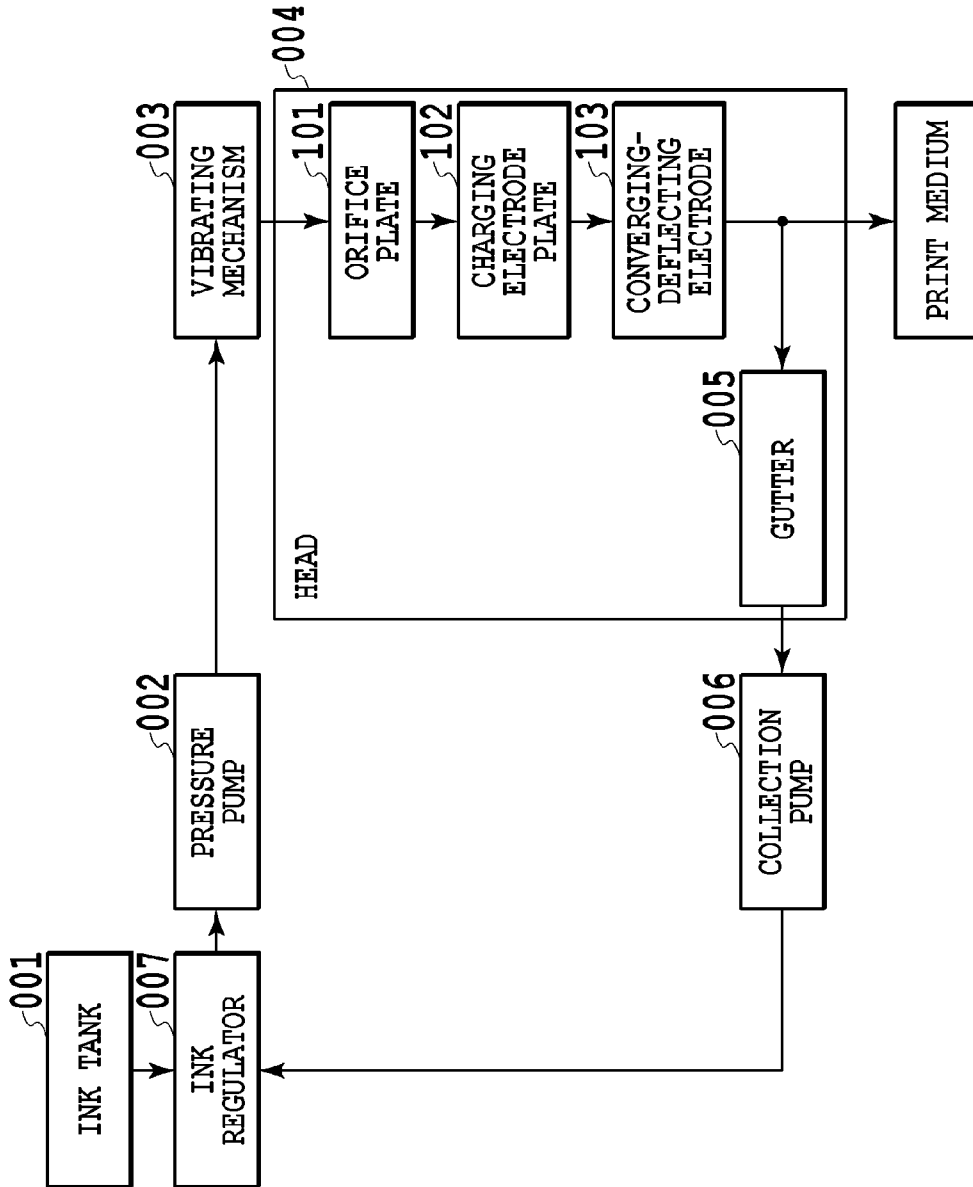 001
INK TANK
007
INK
REGULATOR
002
PRESSURE
PUMP
003
VIBRATING
MECHANISM
004
HEAD
101
ORIFICE
PLATE
102
CHARGING
ELECTRODE
PLATE
103
CONVERGING-
DEFLECTING
ELECTRODE
005
GUTTER
006
COLLECTION
PUMP
PRINT MEDIUM